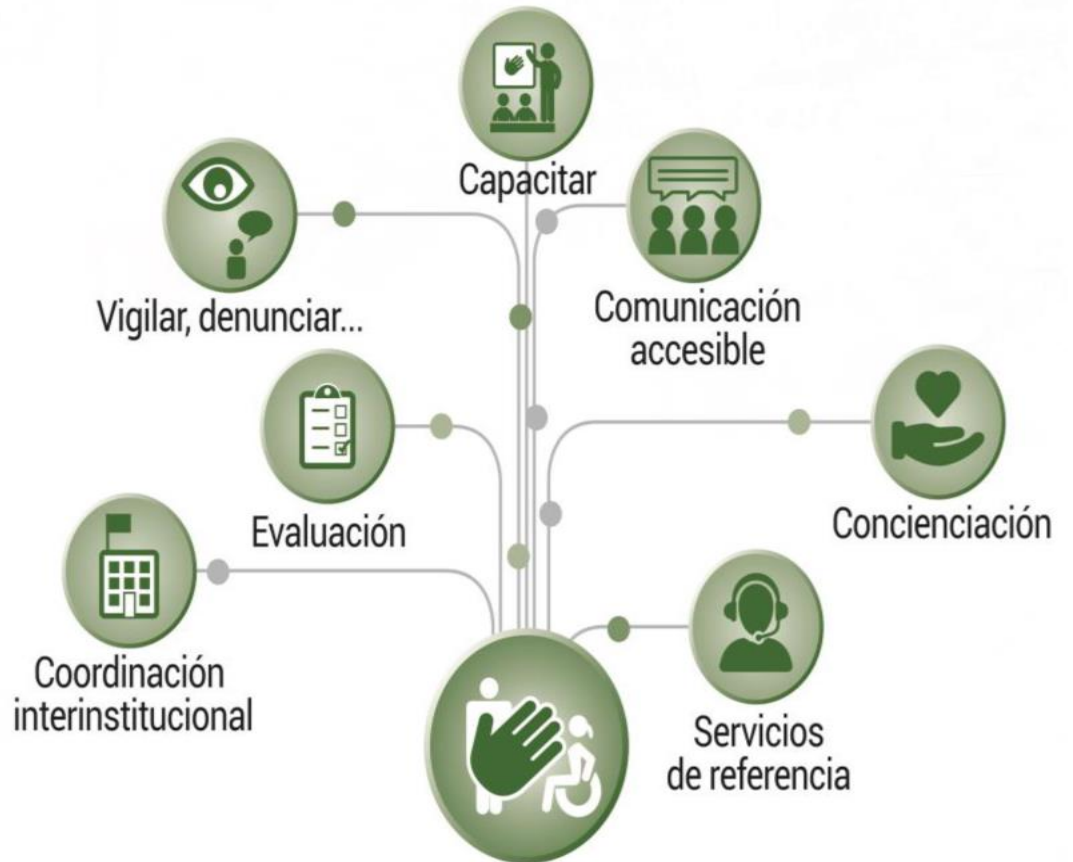 Capacitar
Vigilar, denunciar...
Comunicación
accesible
Evaluación
Concienciación
Coordinación
interinstitucional
Servicios
de referencia